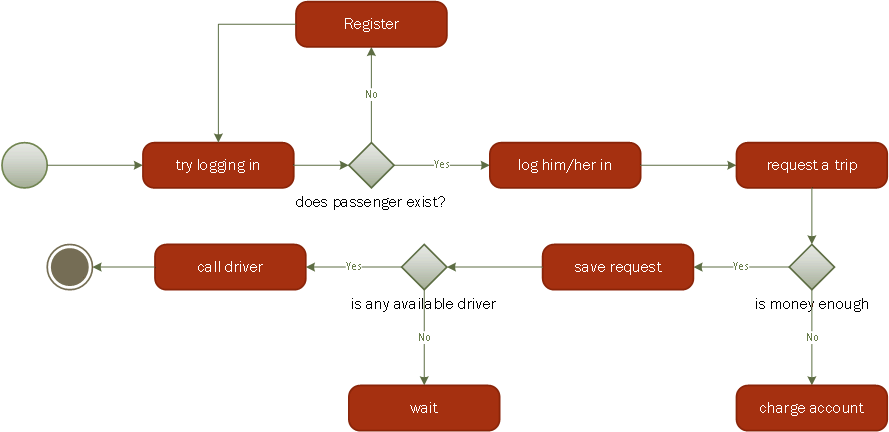 Register
No
try logging in
Yes
log him/her in
request a trip
does passenger exist?
call driver
Yes
save request
Yes
is any available driver
is money enough
No
No
wait
charge account